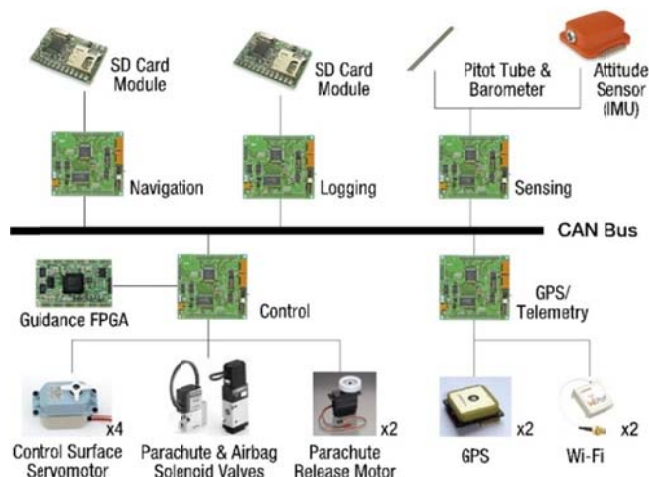 SD Card
Module
SD Card
Module
Pitot Tube &
Barometer
Attitude
Sensor
(IMU)
Navigation
Logging
Sensing
CAN Bus
Guidance FPGA
Control
GPS/
Telemetry
x4
x2
x2
x2
Control Surface
Servomotor
Parachute & Airbag
Solenoid Valves
Parachute
Release Motor
GPS
Wi-Fi